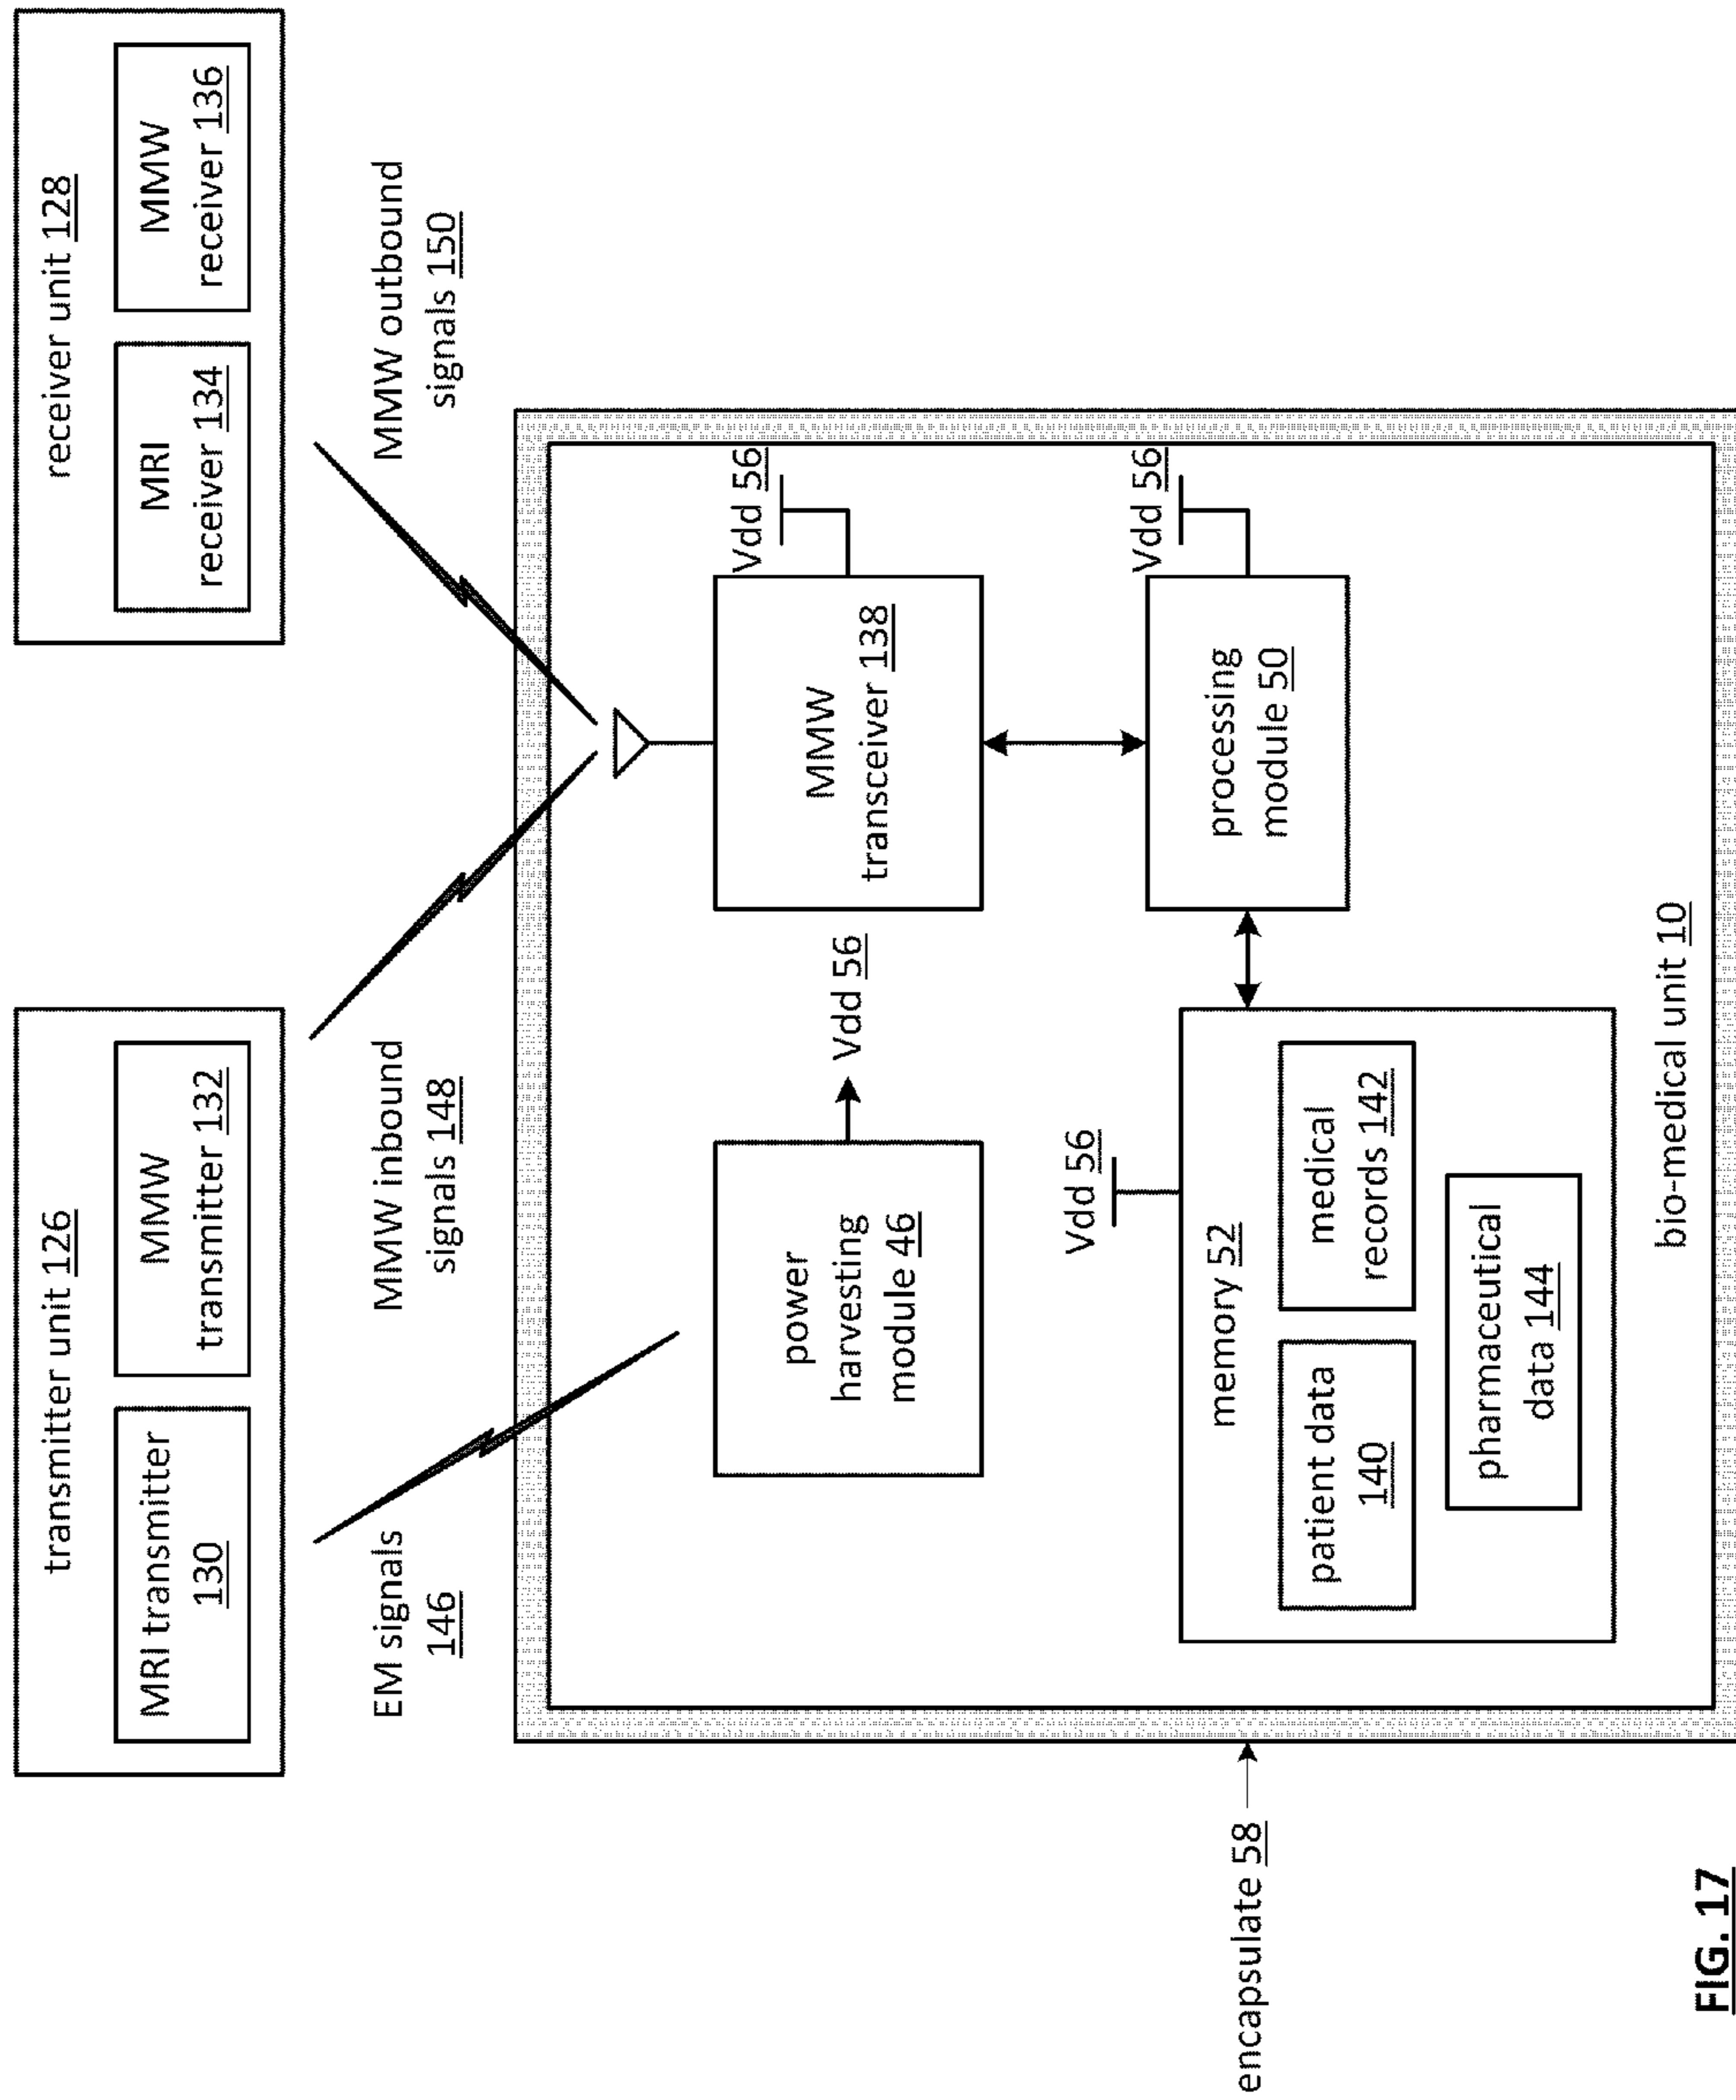 transmitter unit 126
MRI transmitter
130
MMW
transmitter 132
receiver unit 128
MRI
receiver 134
MMW
receiver 136
EM signals
146
MMW inbound
signals 148
MMW outbound
signals 150
power
harvesting
module 46
Vdd 56
MMW
transceiver 138
Vdd 56
Vdd 56
memory 52
patient data
140
medical
records 142
pharmaceutical
data 144
processing
module 50
Vdd 56
encapsulate 58
bio-medical unit 10
FIG. 17